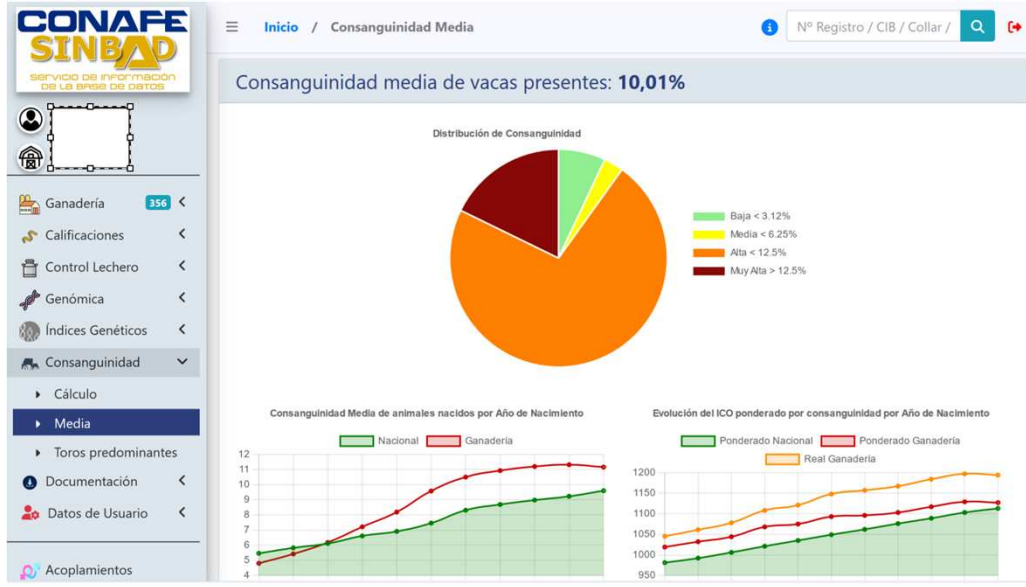 CONAFE
SINBAD
SERVICIO DE INFORMACIÓN
DE LA BASE DE DATOS
Inicio / Consanguinidad Media
Nº Registro / CIB / Collar /
Ganadería 356
Calificaciones
Control Lechero
Genómica
Índices Genéticos
Consanguinidad
Cálculo
Media
Toros predominantes
Documentación
Datos de Usuario
Acoplamientos
Consanguinidad media de vacas presentes: 10,01%
Distribución de Consanguinidad
Baja < 3.12%
Media < 6.25%
Alta < 12.5%
Muy Alta > 12.5%
Consanguinidad Media de animales nacidos por Año de Nacimiento
Nacional Ganadería
12
11
10
9
8
7
6
5
4
Evolución del ICO ponderado por consanguinidad por Año de Nacimiento
Ponderado Nacional Ponderado Ganadería
Real Ganadería
1200
1150
1100
1050
1000
950